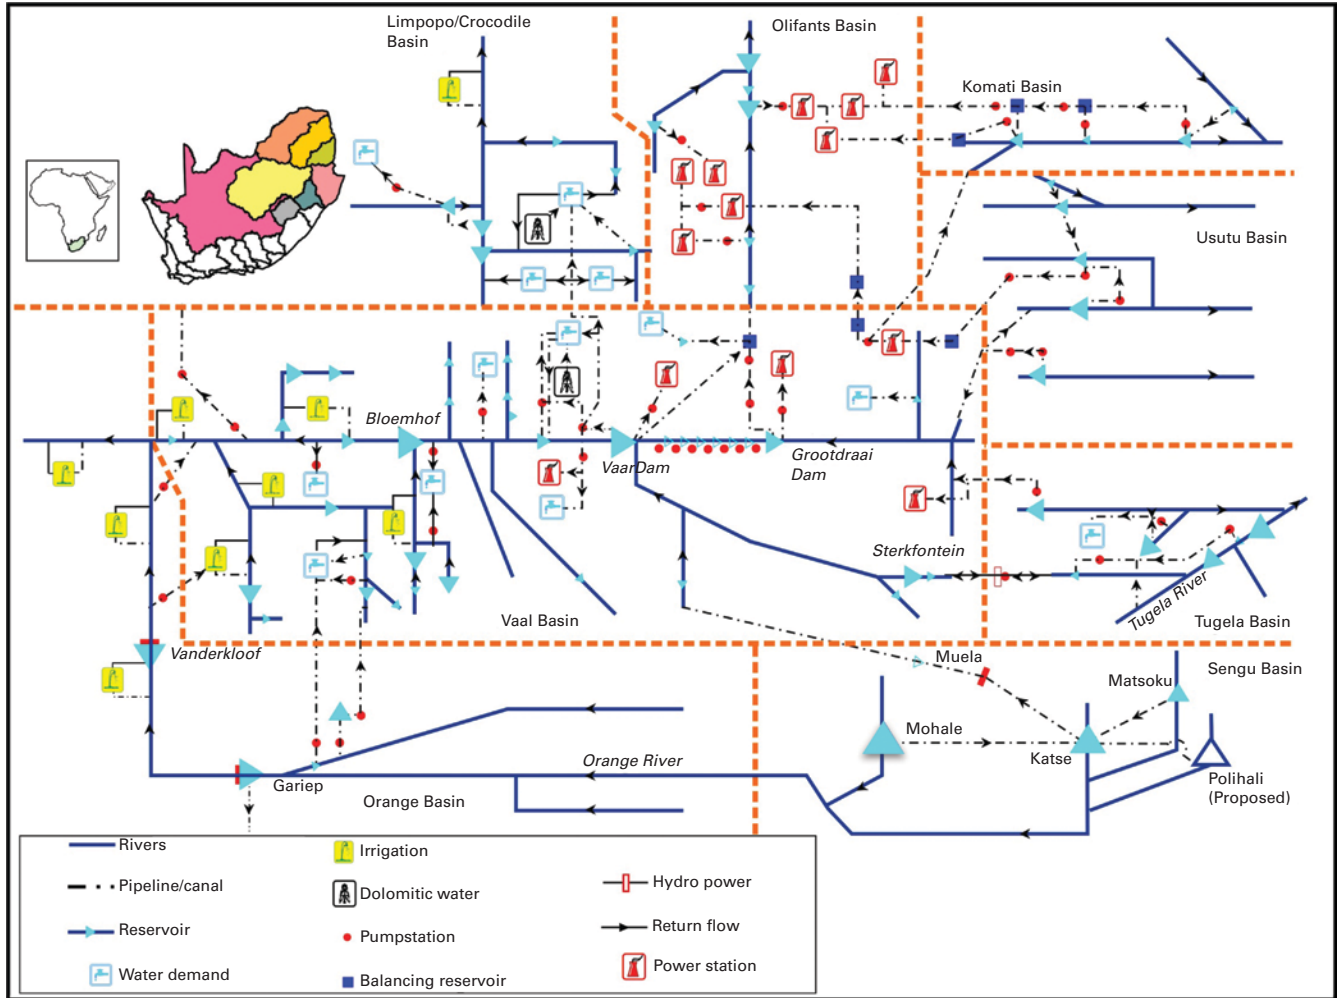 Limpopo/Crocodile
Basin
Olifants Basin
Komati Basin
Usutu Basin
Bloemhof
VaarDam
Grootdraai
Dam
Sterkfontein
Vaal Basin
Tugela River
Tugela Basin
Vanderkloof
Muela
Matsoku
Sengu Basin
Mohale
Katse
Polihali
(Proposed)
Orange River
Gariep
Orange Basin
Rivers
Pipeline/canal
Reservoir
Water demand
Irrigation
Dolomitic water
Pumpstation
Balancing reservoir
Hydro power
Return flow
Power station